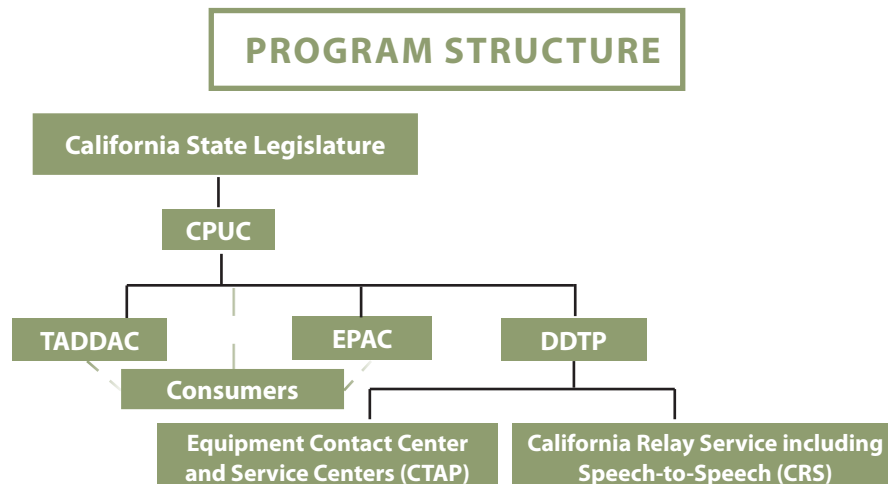 PROGRAM STRUCTURE
California State Legislature
CPUC
TADDAC
EPAC
DDTP
Consumers
Equipment Contact Center
and Service Centers (CTAP)
California Relay Service including
Speech-to-Speech (CRS)